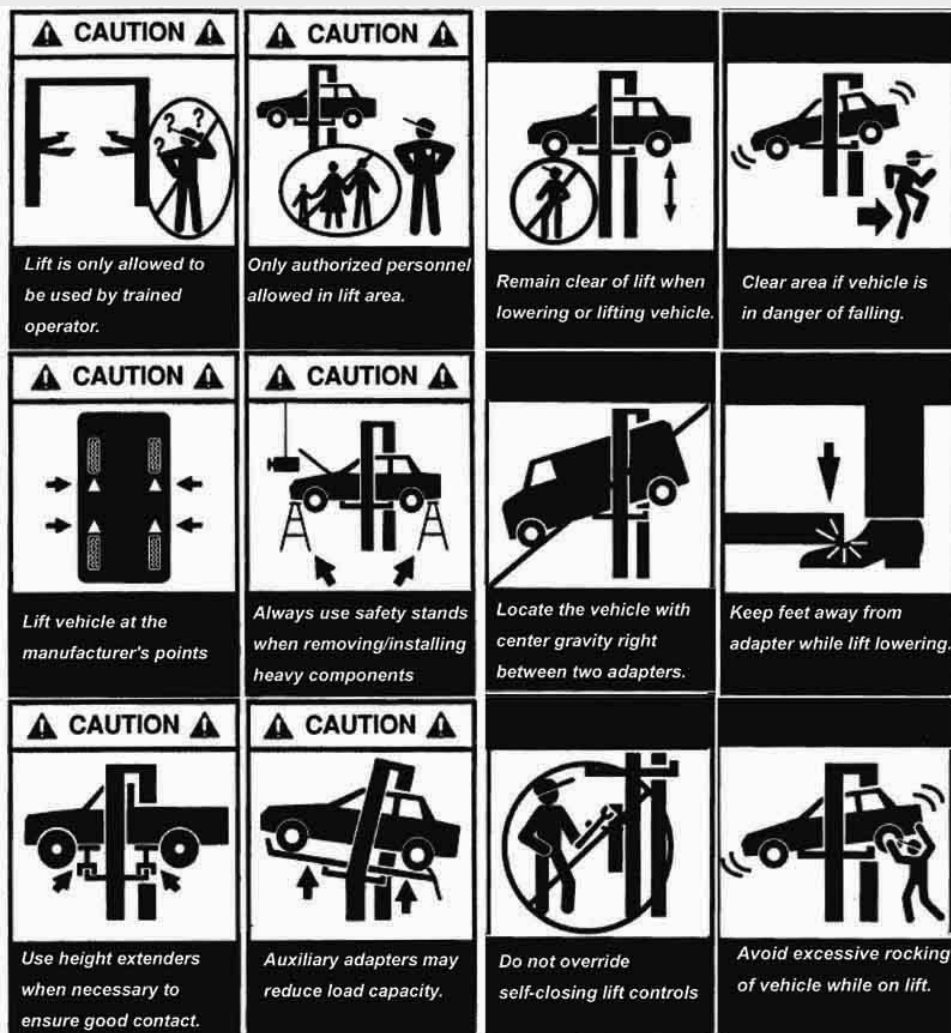 CAUTION
Lift is only allowed to
be used by trained
operator.
CAUTION
Only authorized personnel
allowed in lift area.
Remain clear of lift when
lowering or lifting vehicle.
Clear area if vehicle is
in danger of falling.
CAUTION
Lift vehicle at the
manufacturer's points
CAUTION
Always use safety stands
when removing/installing
heavy components
Locate the vehicle with
center gravity right
between two adapters.
Keep feet away from
adapter while lift lowering.
CAUTION
Use height extenders
when necessary to
ensure good contact.
CAUTION
Auxiliary adapters may
reduce load capacity.
Do not override
self-closing lift controls
Avoid excessive rocking
of vehicle while on lift.